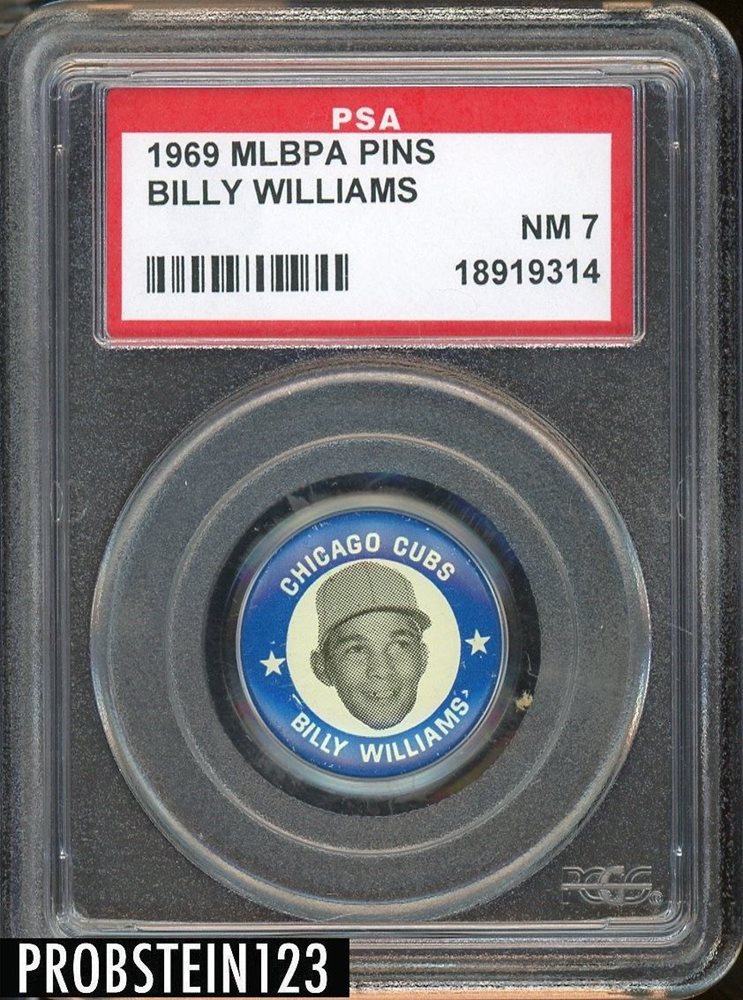 PSA
1969 MLBPA PINS
BILLY WILLIAMS
NM 7
18919314
CHICAGO CUBS
BILLY WILLIAMS
PCGS
PROBSTEIN123